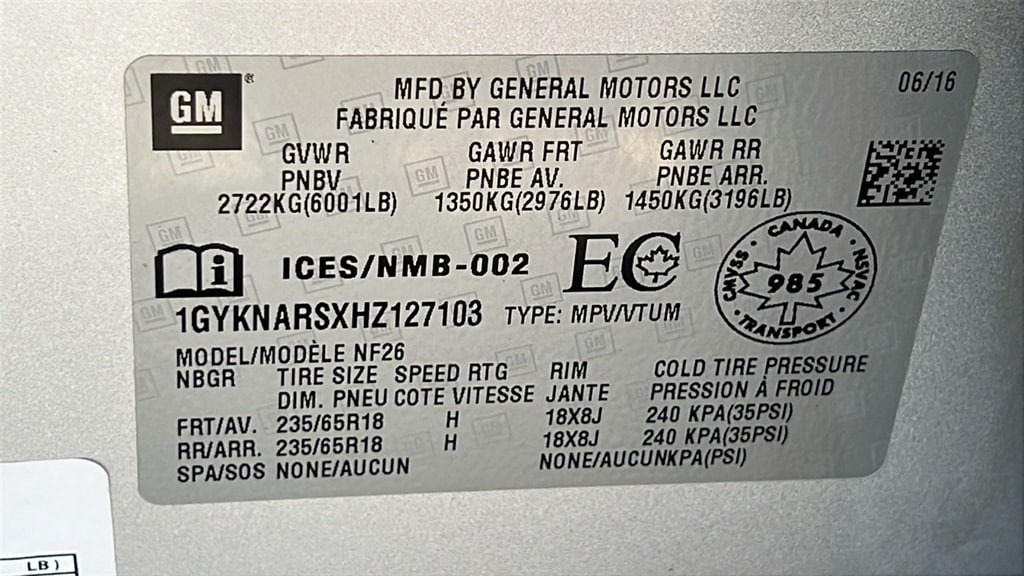 GM
®
MFD BY GENERAL MOTORS LLC
06/16
FABRIQUÉ PAR GENERAL MOTORS LLC
GVWR GAWR FRT GAWR RR
PNBV PNBE AV. PNBE ARR.
2722KG(6001LB) 1350KG(2976LB) 1450KG(3196LB)
i ICES/NMB-002 EC
CANADA
CMVSS 985 NSVAC
TRANSPORT
1GYKNARSXHZ127103 TYPE: MPV/VTUM
MODEL/MODÈLE NF26
NBGR TIRE SIZE SPEED RTG RIM COLD TIRE PRESSURE
DIM. PNEU COTE VITESSE JANTE PRESSION À FROID
FRT/AV. 235/65R18 H 18X8J 240 KPA(35PSI)
RR/ARR. 235/65R18 H 18X8J 240 KPA(35PSI)
SPA/SOS NONE/AUCUN NONE/AUCUNKPA(PSI)
LB )